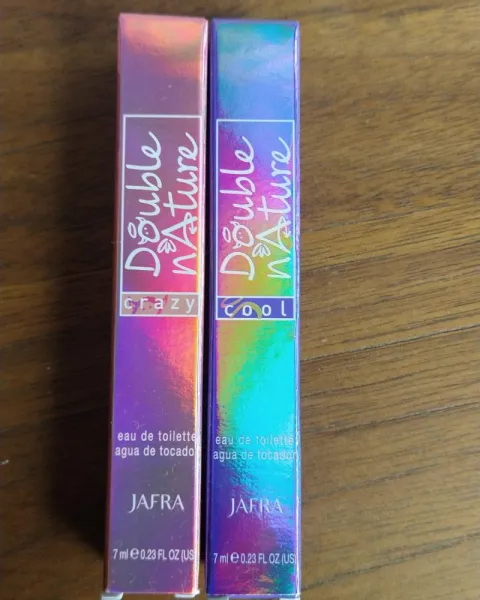 Double
nAture
crazy
eau de toilette
agua de tocador
JAFRA
7 ml e 0.23 FL OZ (US)
Double
nAture
cool
eau de toilette
agua de tocador
JAFRA
7 ml e 0.23 FL OZ (US)